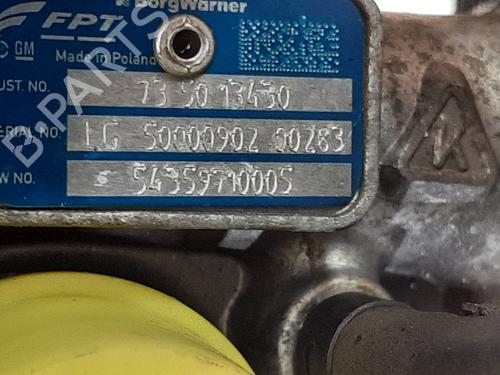 BorgWarner
FPT
GM
Made in Poland
UST. NO. 73 50 13430
ERIAL NO. LG 50000902 00283
W NO. S 54359710005
B-PARTS
K